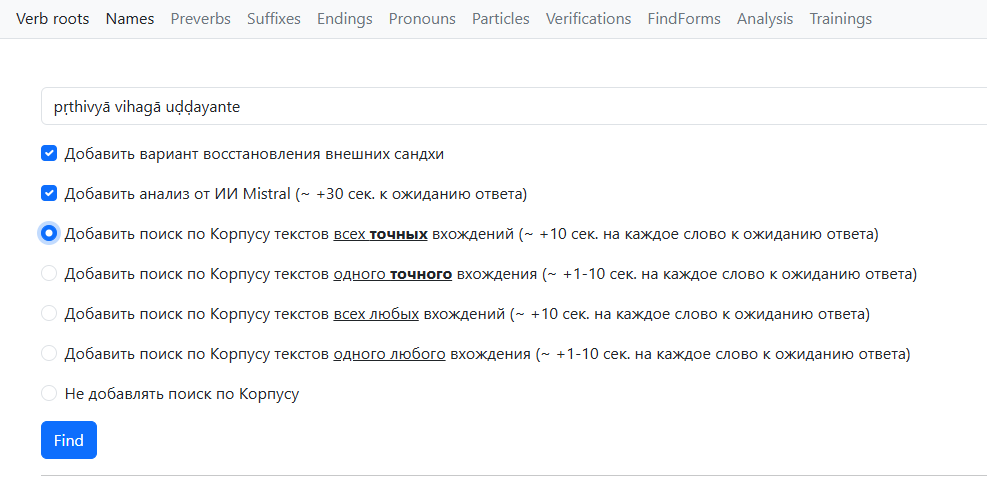 Verb roots Names Preverbs Suffixes Endings Pronouns Particles Verifications FindForms Analysis Trainings
pṛthivyā vihagā uḍḍayante
Добавить вариант восстановления внешних сандхи
Добавить анализ от ИИ Mistral (~ +30 сек. к ожиданию ответа)
Добавить поиск по Корпусу текстов всех точных вхождений (~ +10 сек. на каждое слово к ожиданию ответа)
Добавить поиск по Корпусу текстов одного точного вхождения (~ +1-10 сек. на каждое слово к ожиданию ответа)
Добавить поиск по Корпусу текстов всех любых вхождений (~ +10 сек. на каждое слово к ожиданию ответа)
Добавить поиск по Корпусу текстов одного любого вхождения (~ +1-10 сек. на каждое слово к ожиданию ответа)
Не добавлять поиск по Корпусу
Find